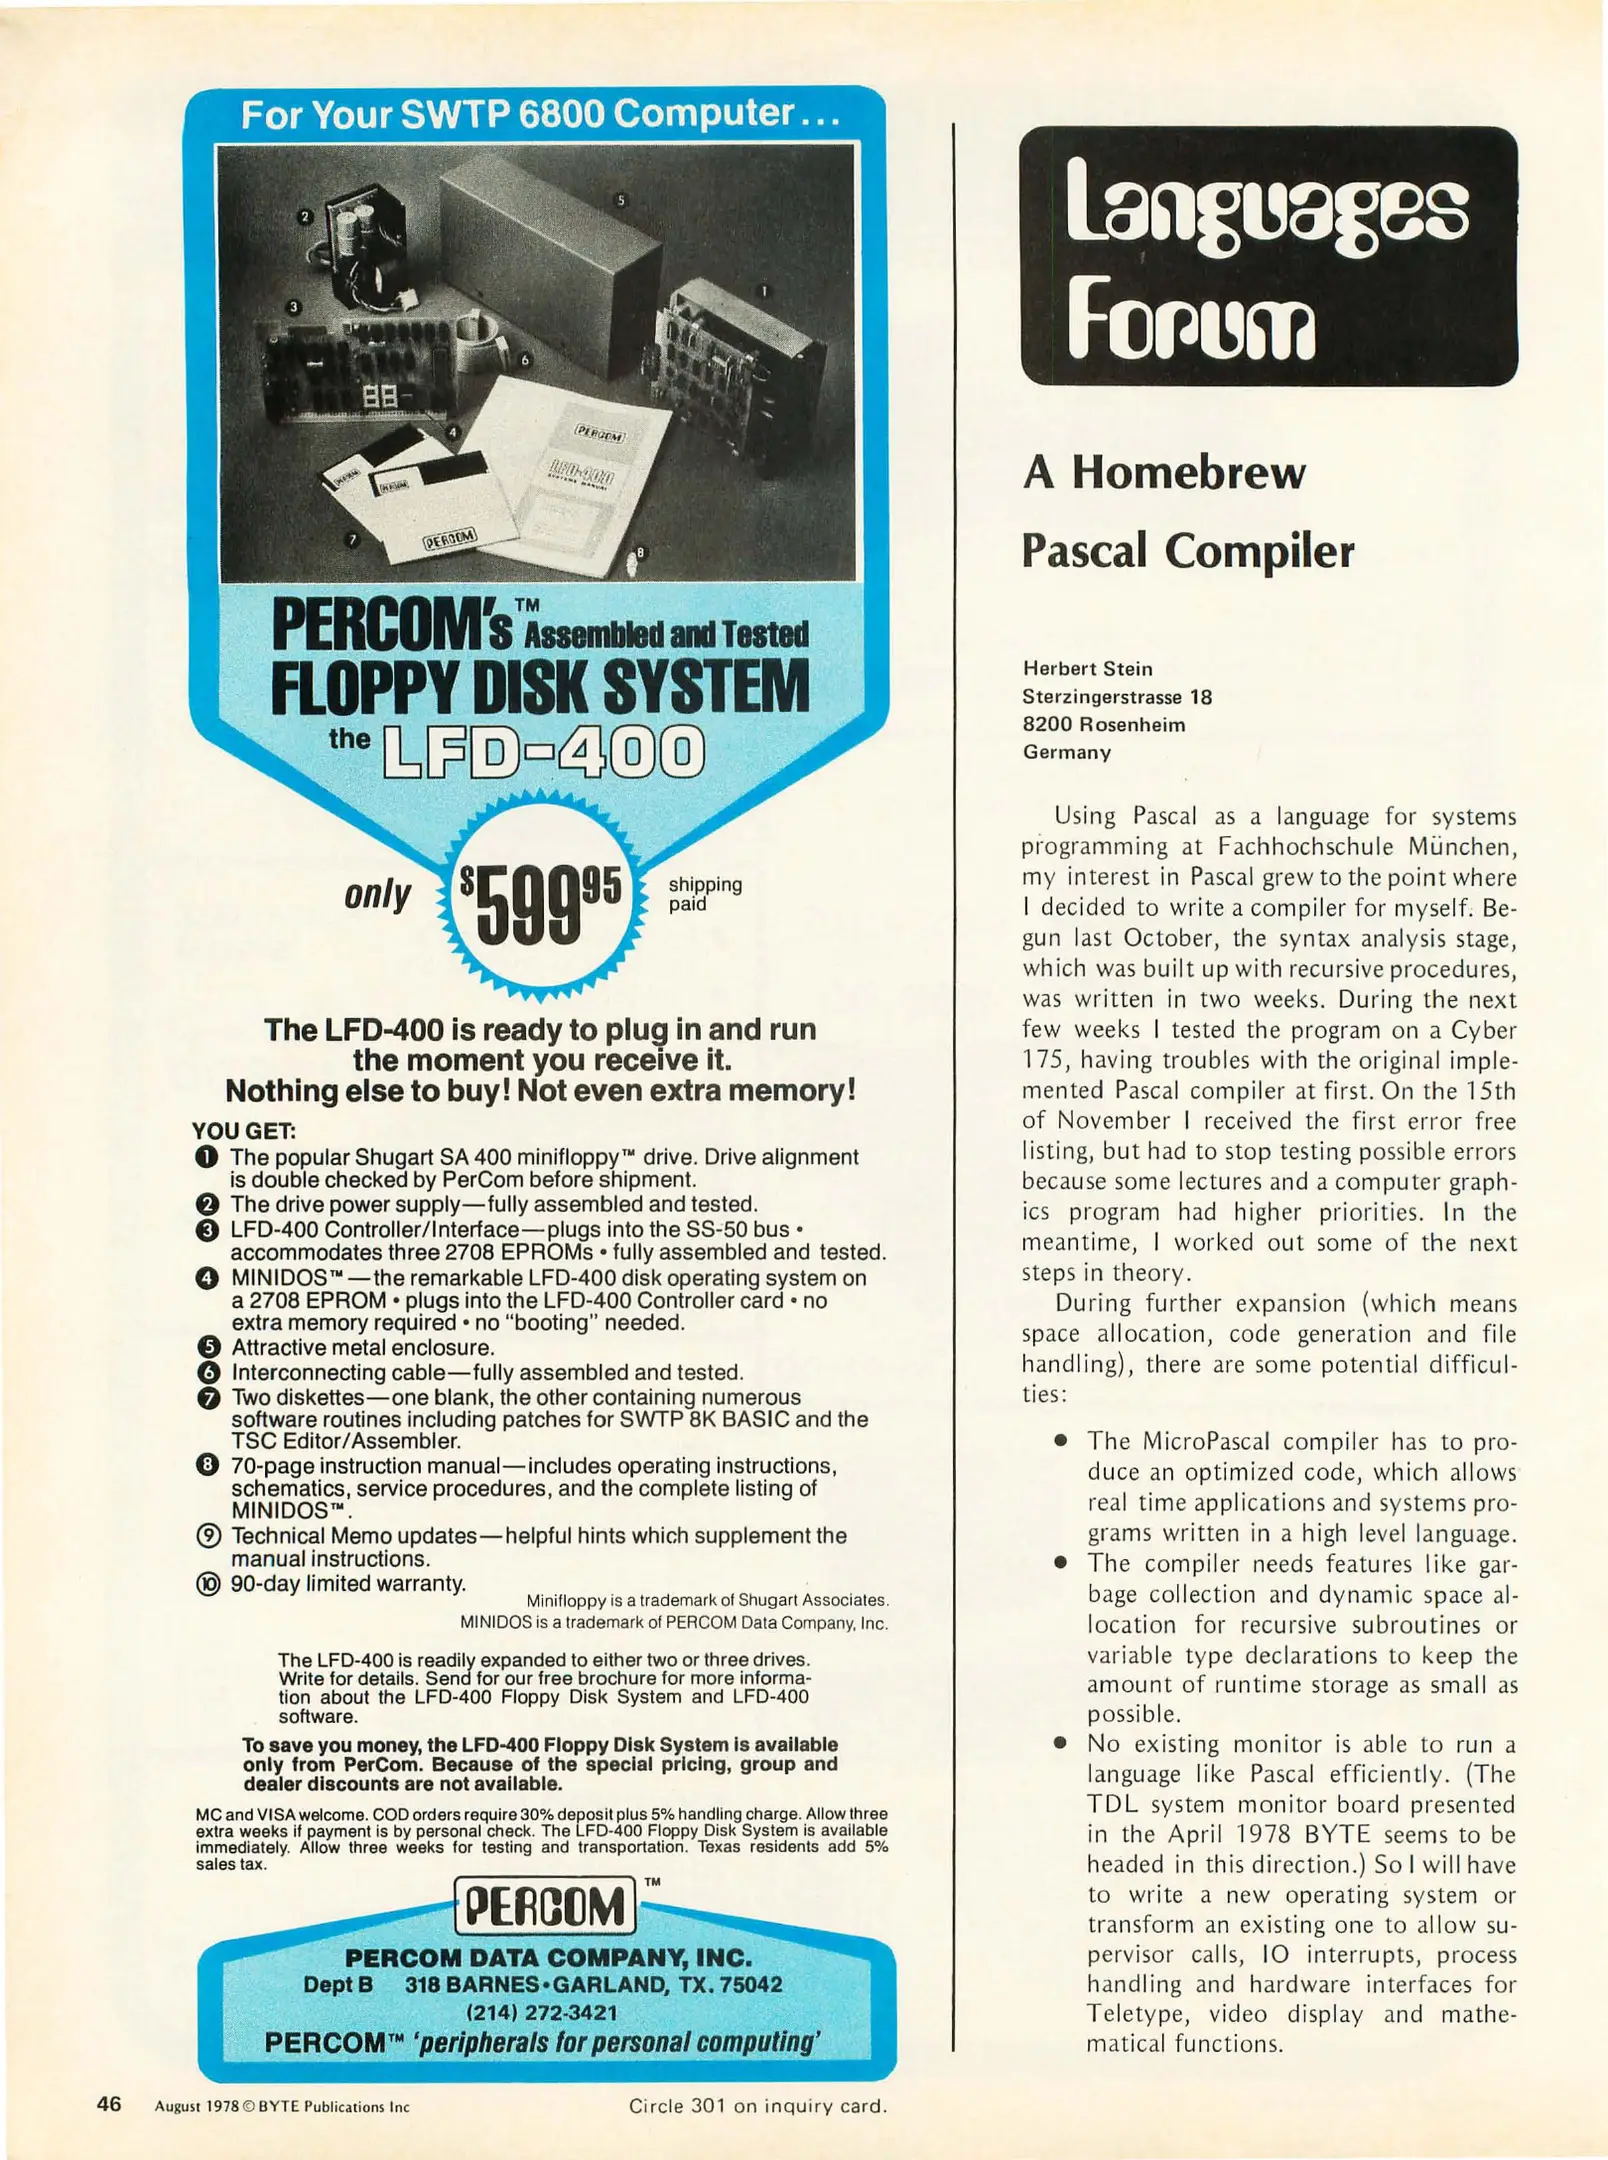 For Your SWTP 6800 Computer...
2
5
1
3
6
4
PERCOM
LFD-400
SYSTEMS MANUAL
PERCOM
PERCOM
7
8
PERCOM's™ Assembled and Tested
FLOPPY DISK SYSTEM
the LFD-400
only $599 95 shipping
paid
The LFD-400 is ready to plug in and run
the moment you receive it.
Nothing else to buy! Not even extra memory!
YOU GET:
1 The popular Shugart SA 400 minifloppy™ drive. Drive alignment
is double checked by PerCom before shipment.
2 The drive power supply—fully assembled and tested.
3 LFD-400 Controller/Interface—plugs into the SS-50 bus •
accommodates three 2708 EPROMs • fully assembled and tested.
4 MINIDOS™—the remarkable LFD-400 disk operating system on
a 2708 EPROM • plugs into the LFD-400 Controller card • no
extra memory required • no "booting" needed.
5 Attractive metal enclosure.
6 Interconnecting cable—fully assembled and tested.
7 Two diskettes—one blank, the other containing numerous
software routines including patches for SWTP 8K BASIC and the
TSC Editor/Assembler.
8 70-page instruction manual—includes operating instructions,
schematics, service procedures, and the complete listing of
MINIDOS™.
9 Technical Memo updates—helpful hints which supplement the
manual instructions.
10 90-day limited warranty.
Minifloppy is a trademark of Shugart Associates.
MINIDOS is a trademark of PERCOM Data Company, Inc.
The LFD-400 is readily expanded to either two or three drives.
Write for details. Send for our free brochure for more informa-
tion about the LFD-400 Floppy Disk System and LFD-400
software.
To save you money, the LFD-400 Floppy Disk System is available
only from PerCom. Because of the special pricing, group and
dealer discounts are not available.
MC and VISA welcome. COD orders require 30% deposit plus 5% handling charge. Allow three
extra weeks if payment is by personal check. The LFD-400 Floppy Disk System is available
immediately. Allow three weeks for testing and transportation. Texas residents add 5%
sales tax.
PERCOM ™
PERCOM DATA COMPANY, INC.
Dept B 318 BARNES•GARLAND, TX. 75042
(214) 272-3421
PERCOM™ 'peripherals for personal computing'
46 August 1978 © BYTE Publications Inc
Circle 301 on inquiry card.
Languages
Forum
A Homebrew
Pascal Compiler
Herbert Stein
Sterzingerstrasse 18
8200 Rosenheim
Germany
Using Pascal as a language for systems
programming at Fachhochschule München,
my interest in Pascal grew to the point where
I decided to write a compiler for myself. Be-
gun last October, the syntax analysis stage,
which was built up with recursive procedures,
was written in two weeks. During the next
few weeks I tested the program on a Cyber
175, having troubles with the original imple-
mented Pascal compiler at first. On the 15th
of November I received the first error free
listing, but had to stop testing possible errors
because some lectures and a computer graph-
ics program had higher priorities. In the
meantime, I worked out some of the next
steps in theory.
During further expansion (which means
space allocation, code generation and file
handling), there are some potential difficul-
ties:
• The MicroPascal compiler has to pro-
duce an optimized code, which allows
real time applications and systems pro-
grams written in a high level language.
• The compiler needs features like gar-
bage collection and dynamic space al-
location for recursive subroutines or
variable type declarations to keep the
amount of runtime storage as small as
possible.
• No existing monitor is able to run a
language like Pascal efficiently. (The
TDL system monitor board presented
in the April 1978 BYTE seems to be
headed in this direction.) So I will have
to write a new operating system or
transform an existing one to allow su-
pervisor calls, IO interrupts, process
handling and hardware interfaces for
Teletype, video display and mathe-
matical functions.